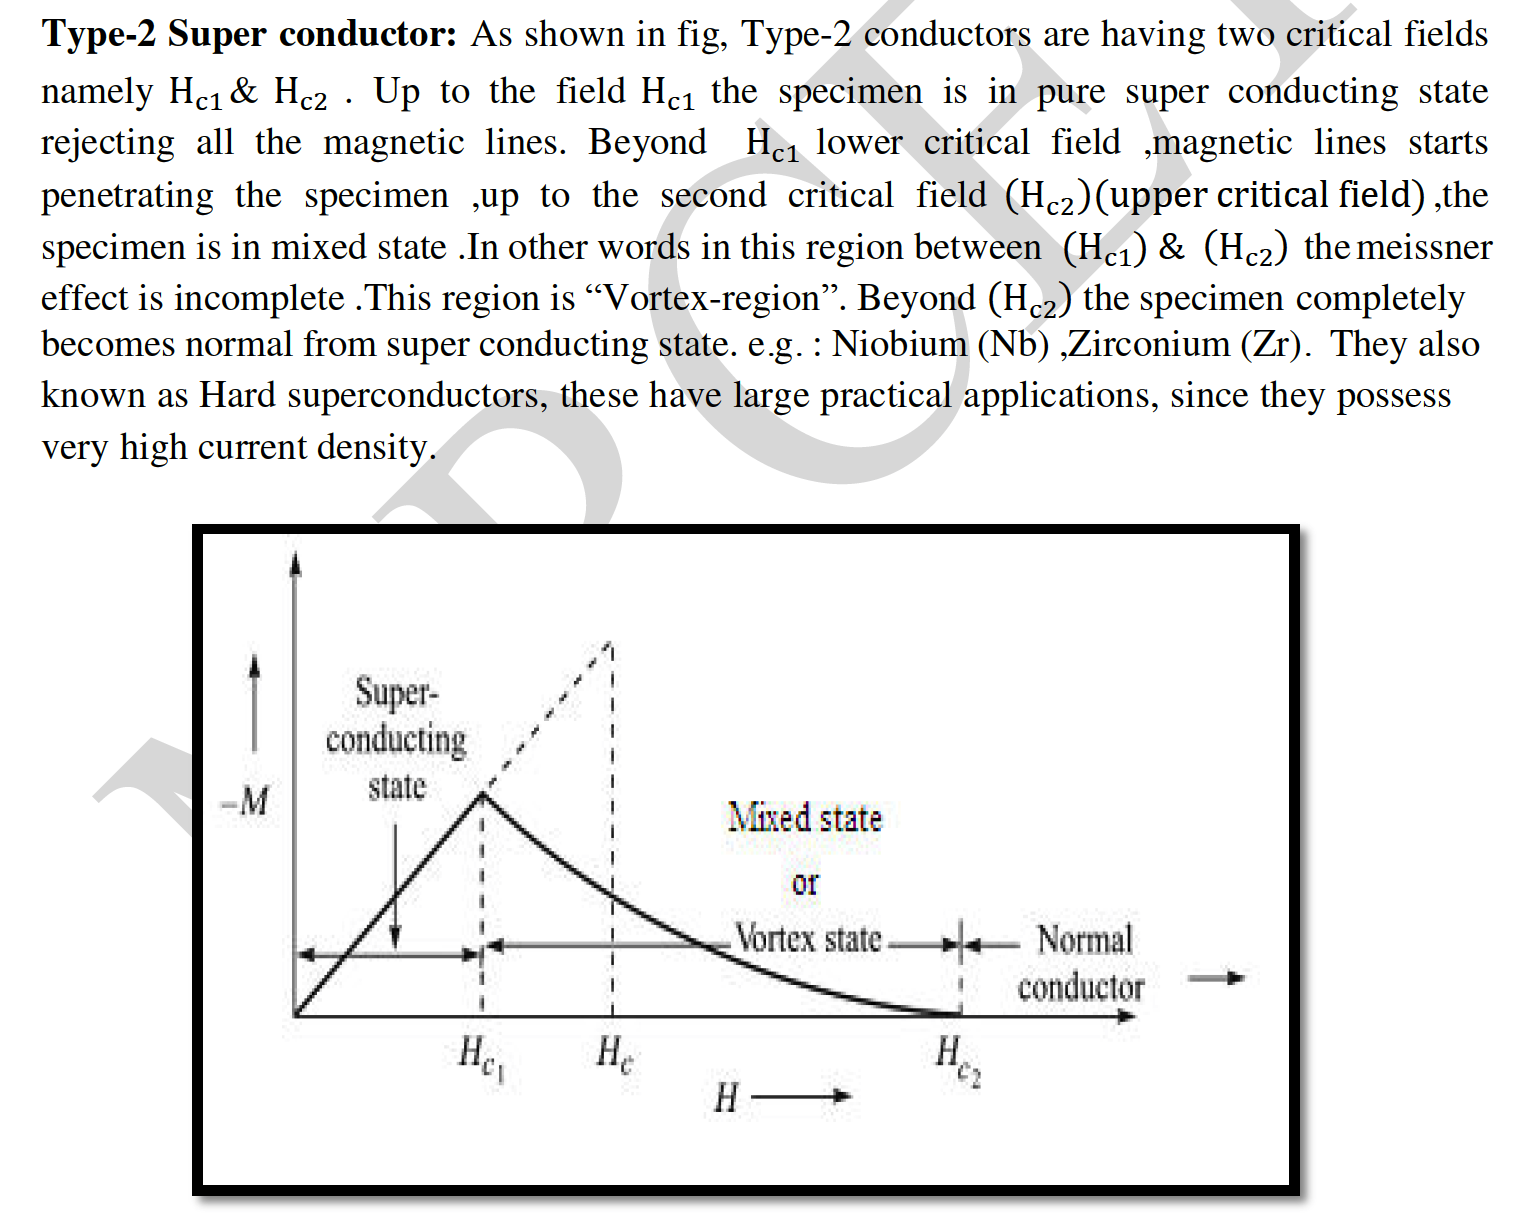 Type-2 Super conductor: As shown in fig, Type-2 conductors are having two critical fields
namely Hc1 & Hc2 . Up to the field Hc1 the specimen is in pure super conducting state
rejecting all the magnetic lines. Beyond Hc1 lower critical field ,magnetic lines starts
penetrating the specimen ,up to the second critical field (Hc2)(upper critical field) ,the
specimen is in mixed state .In other words in this region between (Hc1) & (Hc2) the meissner
effect is incomplete .This region is “Vortex-region”. Beyond (Hc2) the specimen completely
becomes normal from super conducting state. e.g. : Niobium (Nb) ,Zirconium (Zr). They also
known as Hard superconductors, these have large practical applications, since they possess
very high current density.
Super-
conducting
state
–M
Mixed state
or
Vortex state
Normal
conductor
Hc1
Hc
Hc2
H